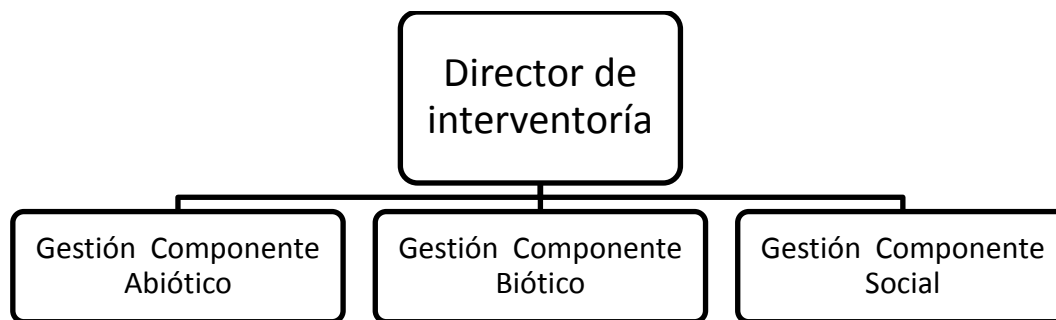 Director de
interventoría
Gestión Componente
Abiótico
Gestión Componente
Biótico
Gestión Componente
Social